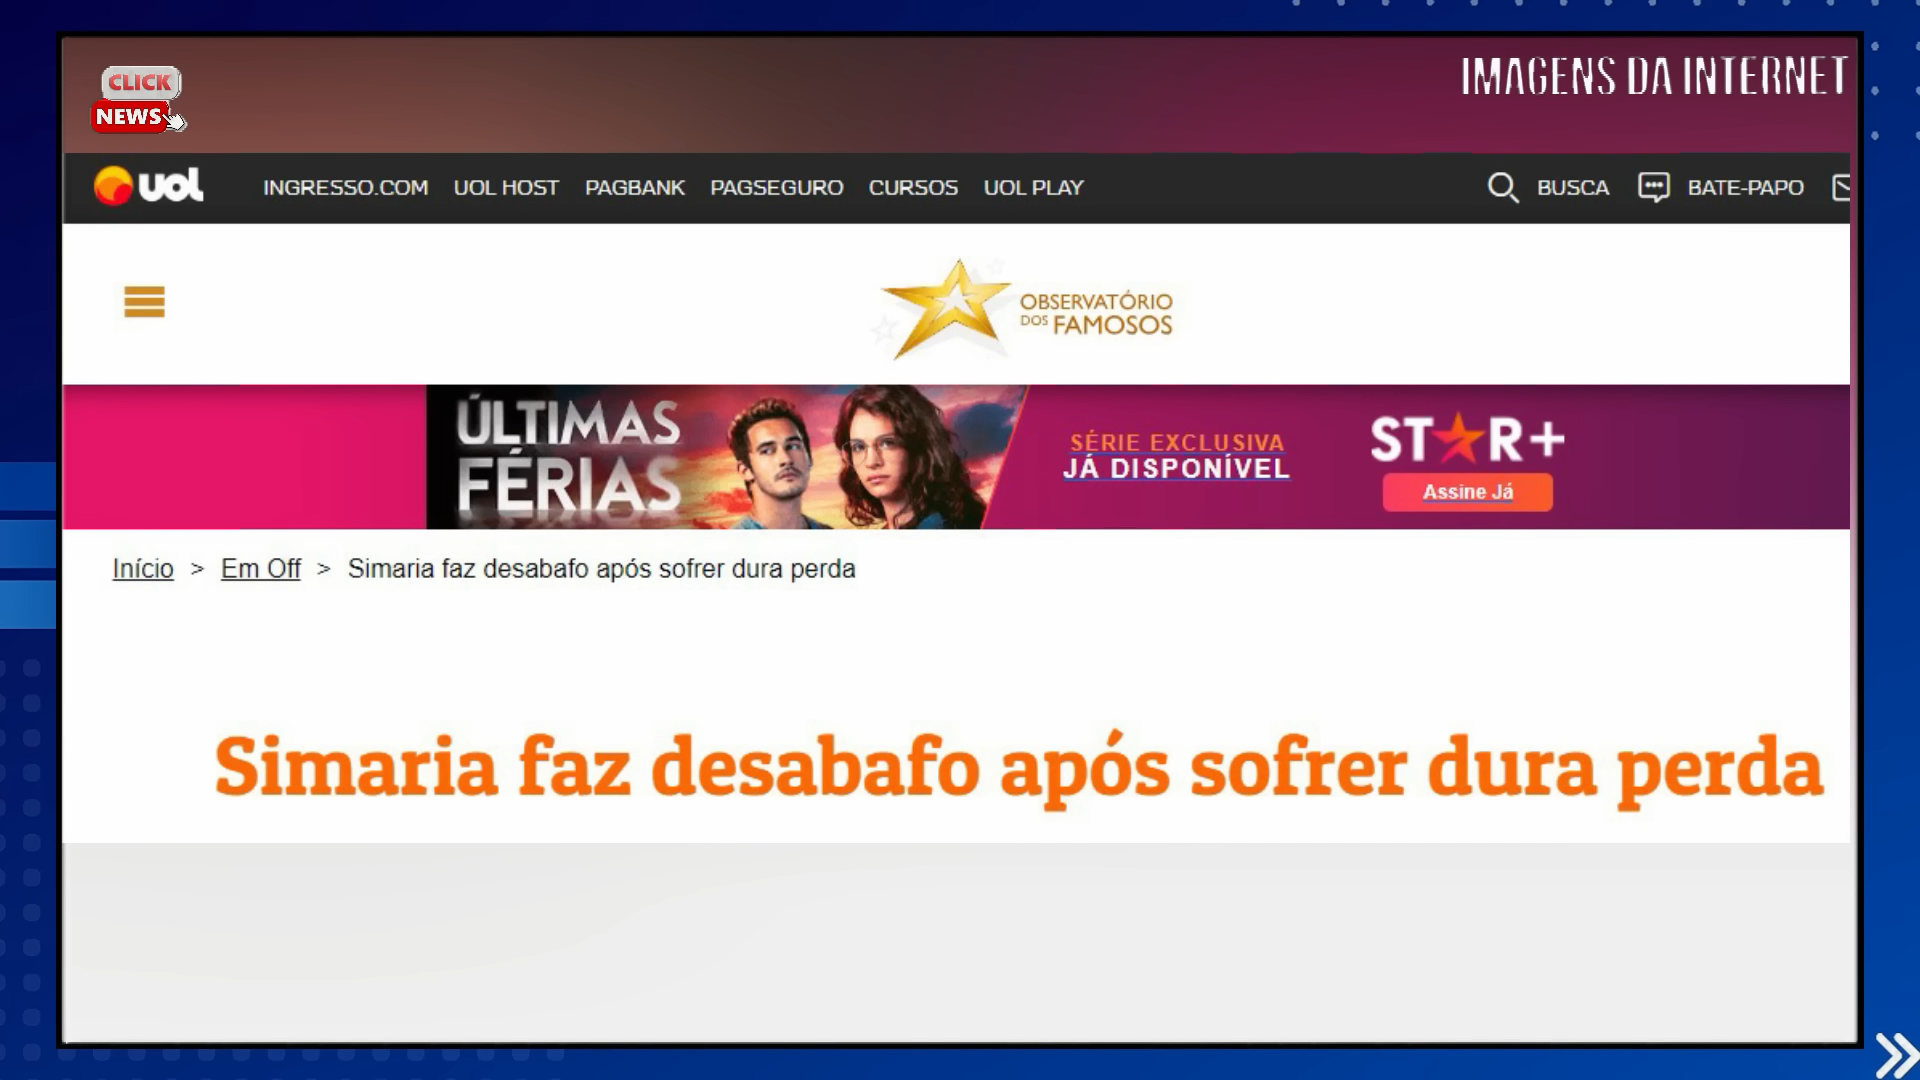 CLICK
NEWS
IMAGENS DA INTERNET
uol
INGRESSO.COM UOL HOST PAGBANK PAGSEGURO CURSOS UOL PLAY
BUSCA BATE-PAPO
OBSERVATÓRIO
DOS FAMOSOS
ÚLTIMAS
FÉRIAS
SÉRIE EXCLUSIVA
JÁ DISPONÍVEL
STAR+
Assine Já
Início > Em Off > Simaria faz desabafo após sofrer dura perda
Simaria faz desabafo após sofrer dura perda